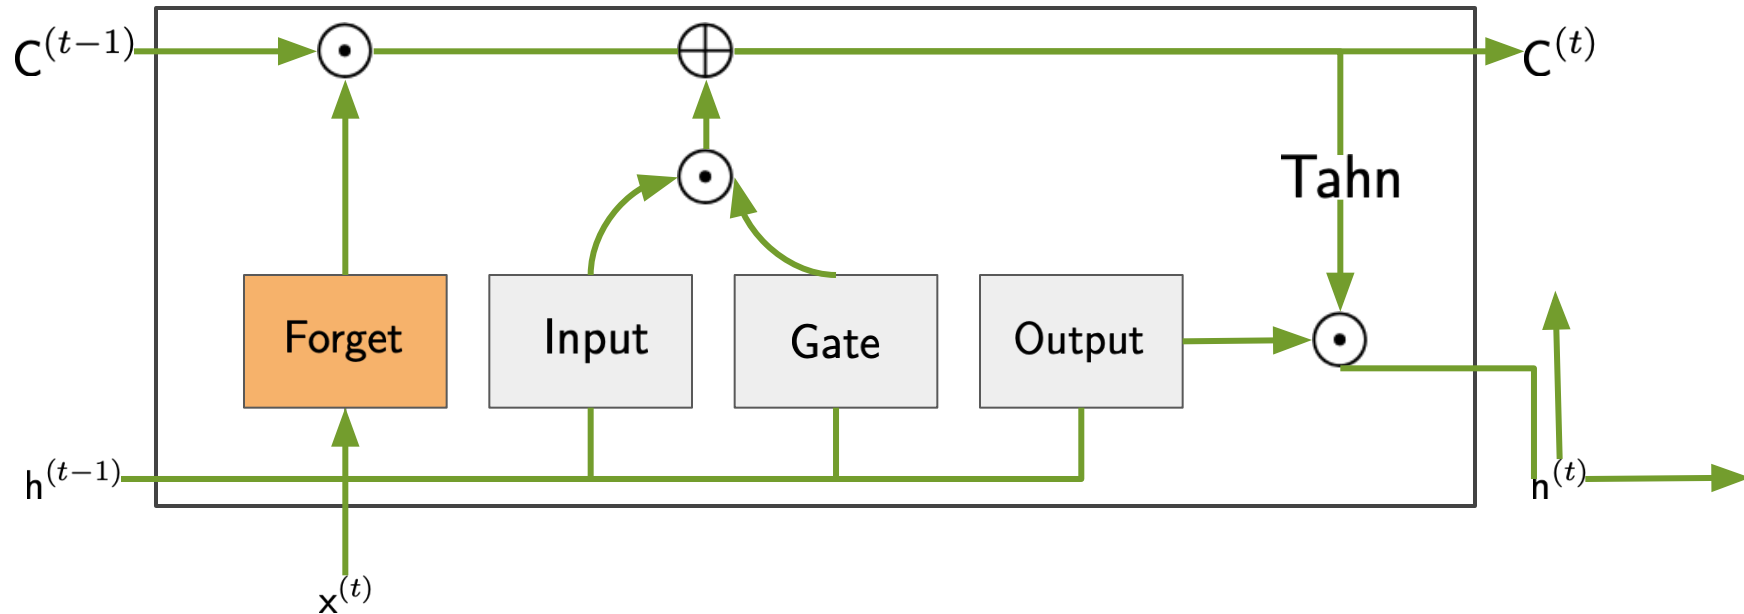 C^{(t-1)}
C^{(t)}
Tahn
Forget
Input
Gate
Output
h^{(t-1)}
h^{(t)}
x^{(t)}